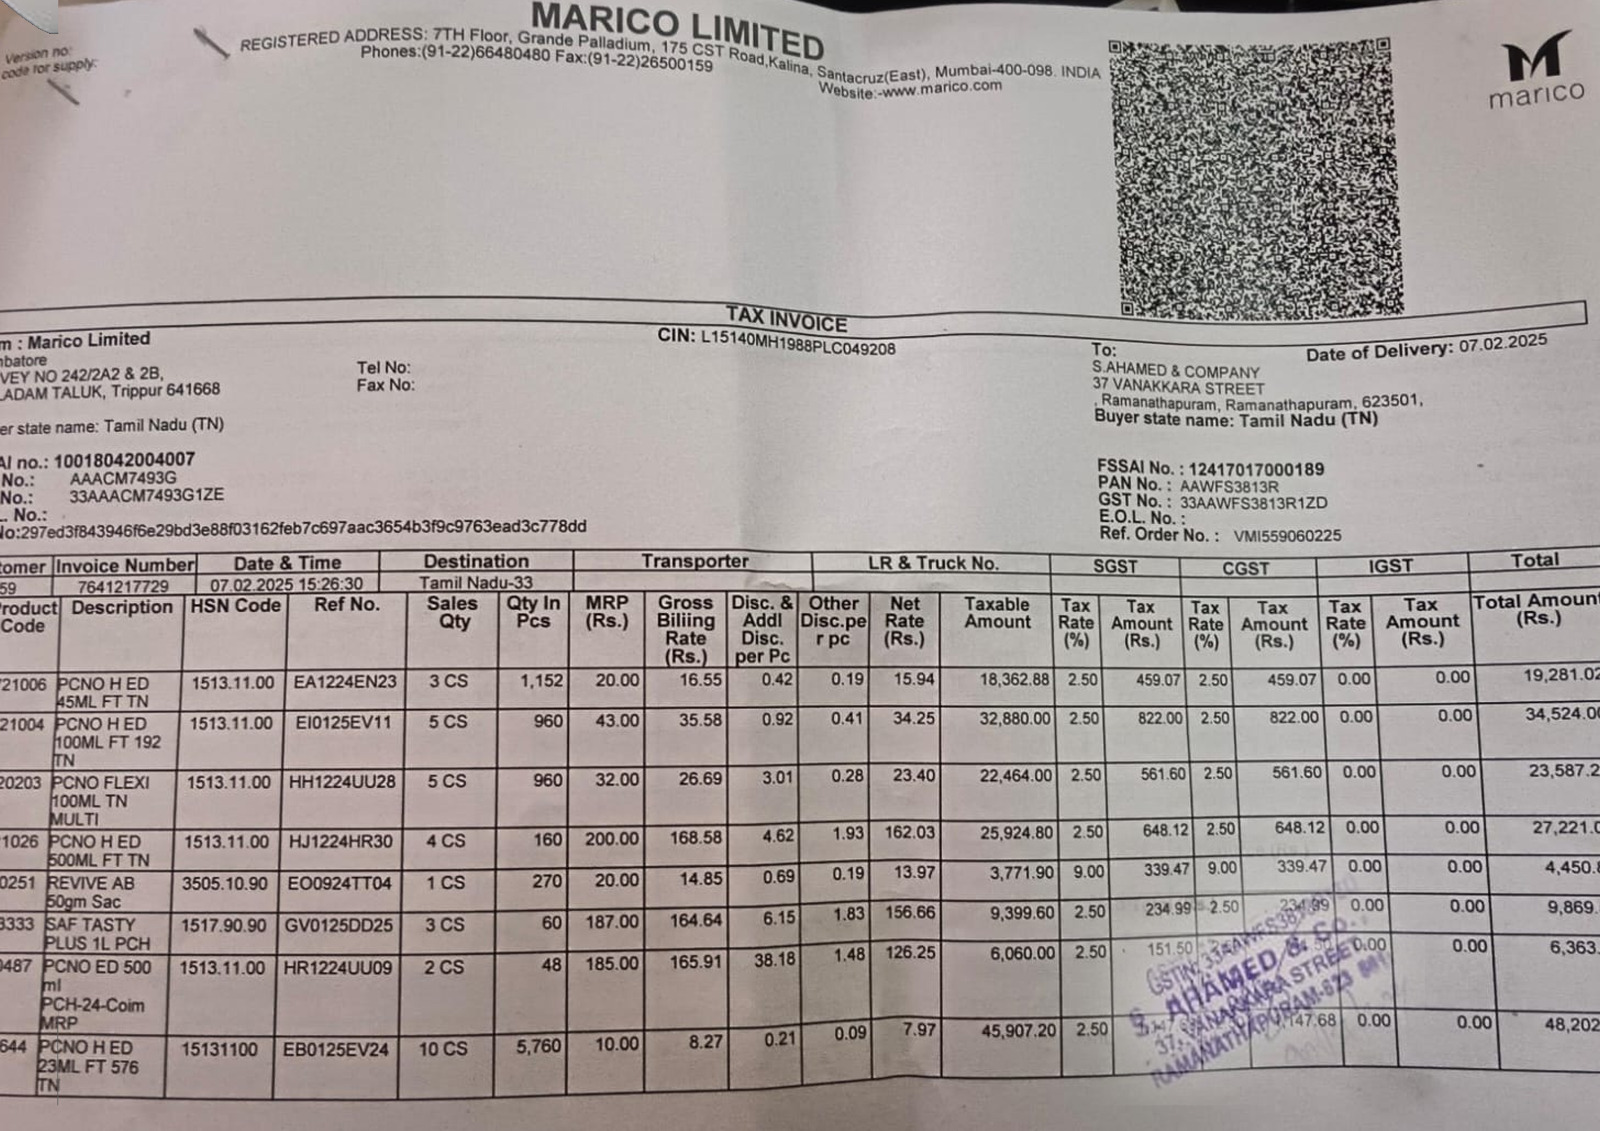 MARICO LIMITED
REGISTERED ADDRESS: 7TH Floor, Grande Palladium, 175 CST Road,Kalina, Santacruz(East), Mumbai-400-098. INDIA
Phones:(91-22)66480480 Fax:(91-22)26500159
Website:-www.marico.com
Version no:
code for supply:
marico
TAX INVOICE
CIN: L15140MH1988PLC049208
m : Marico Limited
nbatore
VEY NO 242/2A2 & 2B,
ADAM TALUK, Trippur 641668
er state name: Tamil Nadu (TN)
AI no.: 10018042004007
No.: AAACM7493G
No.: 33AAACM7493G1ZE
. No.:
No:297ed3f843946f6e29bd3e88f03162feb7c697aac3654b3f9c9763ead3c778dd
Tel No:
Fax No:
To:
Date of Delivery: 07.02.2025
S.AHAMED & COMPANY
37 VANAKKARA STREET
, Ramanathapuram, Ramanathapuram, 623501,
Buyer state name: Tamil Nadu (TN)
FSSAI No. : 12417017000189
PAN No. : AAWFS3813R
GST No. : 33AAWFS3813R1ZD
E.O.L. No. :
Ref. Order No. : VMI559060225
tomer Invoice Number Date & Time Destination Transporter LR & Truck No. SGST CGST IGST Total
59 7641217729 07.02.2025 15:26:30 Tamil Nadu-33
roduct Code Description HSN Code Ref No. Sales Qty Qty In Pcs MRP (Rs.) Gross Biliing Rate (Rs.) Disc. & Addl Disc. per Pc Other Disc.pe r pc Net Rate (Rs.) Taxable Amount Tax Rate (%) Tax Amount (Rs.) Tax Rate (%) Tax Amount (Rs.) Tax Rate (%) Tax Amount (Rs.) Total Amount (Rs.)
21006 PCNO H ED 1513.11.00 EA1224EN23 3 CS 1,152 20.00 16.55 0.42 0.19 15.94 18,362.88 2.50 459.07 2.50 459.07 0.00 0.00 19,281.02
45ML FT TN
21004 PCNO H ED 1513.11.00 EI0125EV11 5 CS 960 43.00 35.58 0.92 0.41 34.25 32,880.00 2.50 822.00 2.50 822.00 0.00 0.00 34,524.00
100ML FT 192
TN
20203 PCNO FLEXI 1513.11.00 HH1224UU28 5 CS 960 32.00 26.69 3.01 0.28 23.40 22,464.00 2.50 561.60 2.50 561.60 0.00 0.00 23,587.2
100ML TN
MULTI
1026 PCNO H ED 1513.11.00 HJ1224HR30 4 CS 160 200.00 168.58 4.62 1.93 162.03 25,924.80 2.50 648.12 2.50 648.12 0.00 0.00 27,221.0
500ML FT TN
0251 REVIVE AB 3505.10.90 EO0924TT04 1 CS 270 20.00 14.85 0.69 0.19 13.97 3,771.90 9.00 339.47 9.00 339.47 0.00 0.00 4,450.8
50gm Sac
3333 SAF TASTY 1517.90.90 GV0125DD25 3 CS 60 187.00 164.64 6.15 1.83 156.66 9,399.60 2.50 234.99 2.50 234.99 0.00 0.00 9,869.
PLUS 1L PCH
0487 PCNO ED 500 1513.11.00 HR1224UU09 2 CS 48 185.00 165.91 38.18 1.48 126.25 6,060.00 2.50 151.50 0.00 0.00 6,363.
ml
PCH-24-Coim
MRP
644 PCNO H ED 15131100 EB0125EV24 10 CS 5,760 10.00 8.27 0.21 0.09 7.97 45,907.20 2.50 147.68 0.00 0.00 48,202
23ML FT 576
TN
GSTIN: 33AAWFS38
S. AHAMED & CO.
37, VANAKKARA STREET
RAMANATHAPURAM-623